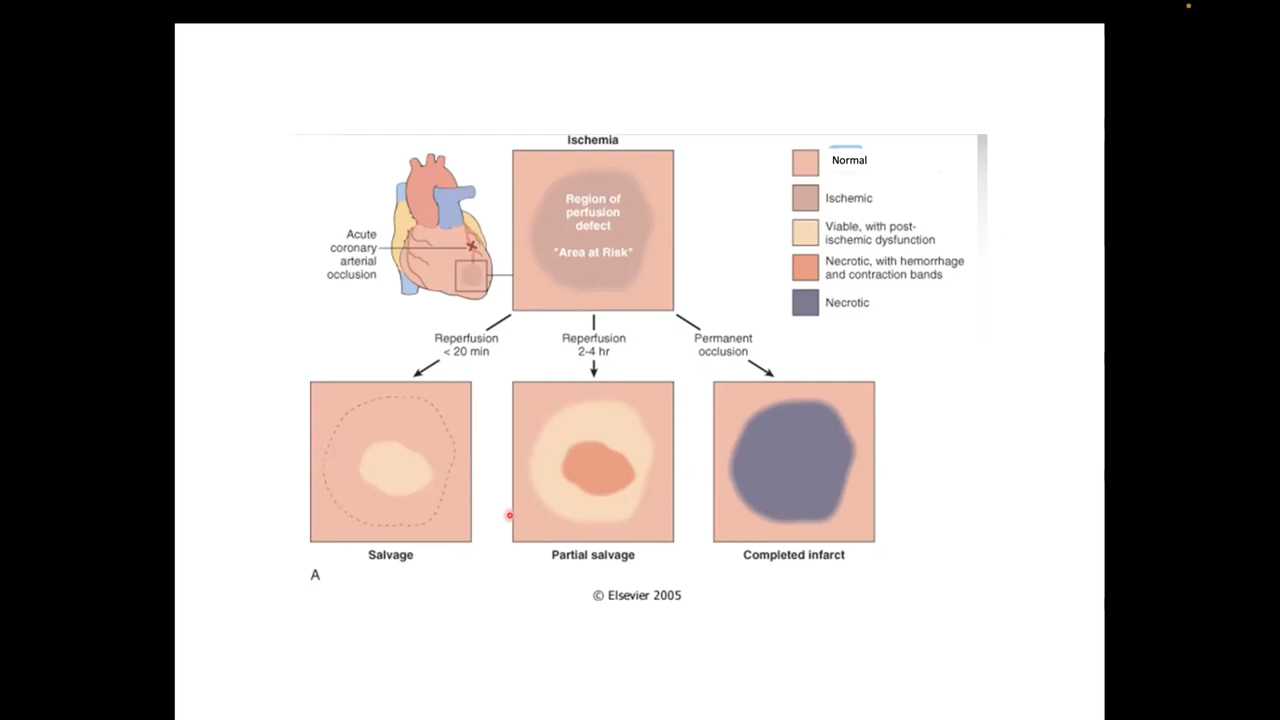 Ischemia
Region of
perfusion
defect
"Area at Risk"
Acute
coronary
arterial
occlusion
Normal
Ischemic
Viable, with post-
ischemic dysfunction
Necrotic, with hemorrhage
and contraction bands
Necrotic
Reperfusion
< 20 min
Reperfusion
2-4 hr
Permanent
occlusion
Salvage
Partial salvage
Completed infarct
A
© Elsevier 2005